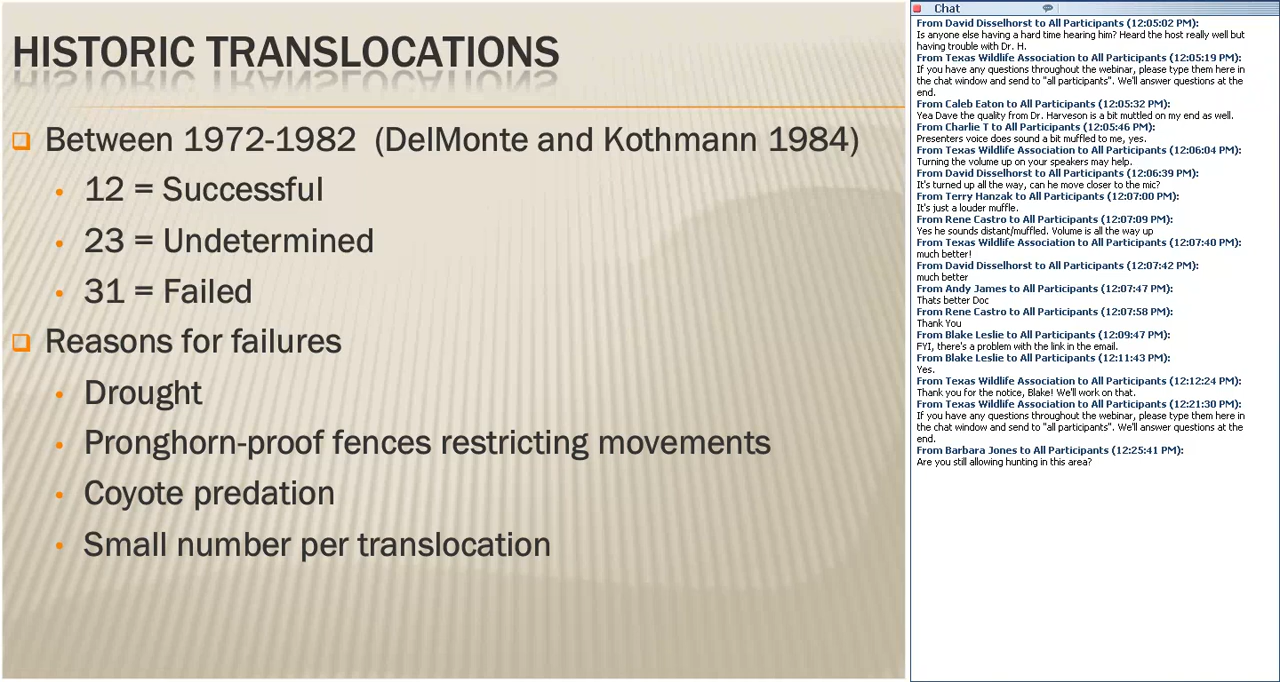 HISTORIC TRANSLOCATIONS
Between 1972-1982 (DelMonte and Kothmann 1984)
12 = Successful
23 = Undetermined
31 = Failed
Reasons for failures
Drought
Pronghorn-proof fences restricting movements
Coyote predation
Small number per translocation
Chat
From David Disselhorst to All Participants (12:05:02 PM):
Is anyone else having a hard time hearing him? Heard the host really well but
having trouble with Dr. H.
From Texas Wildlife Association to All Participants (12:05:19 PM):
If you have any questions throughout the webinar, please type them here in
the chat window and send to "all participants". We'll answer questions at the
end.
From Caleb Eaton to All Participants (12:05:32 PM):
Yea Dave the quality from Dr. Harveson is a bit muttled on my end as well.
From Charlie T to All Participants (12:05:46 PM):
Presenters voice does sound a bit muffled to me, yes.
From Texas Wildlife Association to All Participants (12:06:04 PM):
Turning the volume up on your speakers may help.
From David Disselhorst to All Participants (12:06:39 PM):
It's turned up all the way, can he move closer to the mic?
From Terry Hanzak to All Participants (12:07:00 PM):
It's just a louder muffle.
From Rene Castro to All Participants (12:07:09 PM):
Yes he sounds distant/muffled. Volume is all the way up
From Texas Wildlife Association to All Participants (12:07:40 PM):
much better!
From David Disselhorst to All Participants (12:07:42 PM):
much better
From Andy James to All Participants (12:07:47 PM):
Thats better Doc
From Rene Castro to All Participants (12:07:58 PM):
Thank You
From Blake Leslie to All Participants (12:09:47 PM):
FYI, there's a problem with the link in the email.
From Blake Leslie to All Participants (12:11:43 PM):
Yes.
From Texas Wildlife Association to All Participants (12:12:24 PM):
Thank you for the notice, Blake! We'll work on that.
From Texas Wildlife Association to All Participants (12:21:30 PM):
If you have any questions throughout the webinar, please type them here in
the chat window and send to "all participants". We'll answer questions at the
end.
From Barbara Jones to All Participants (12:25:41 PM):
Are you still allowing hunting in this area?